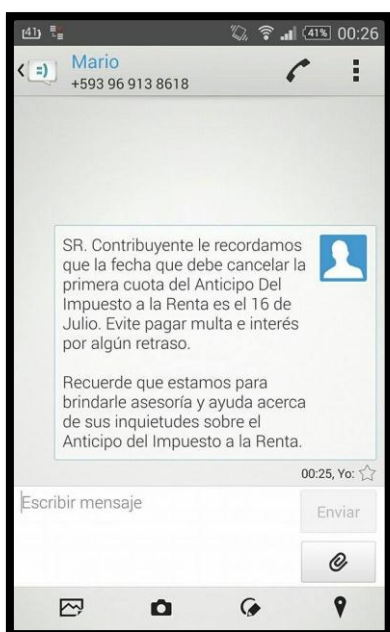 41 41% 00:26
Mario
+593 96 913 8618
SR. Contribuyente le recordamos
que la fecha que debe cancelar la
primera cuota del Anticipo Del
Impuesto a la Renta es el 16 de
Julio. Evite pagar multa e interés
por algún retraso.
Recuerde que estamos para
brindarle asesoría y ayuda acerca
de sus inquietudes sobre el
Anticipo del Impuesto a la Renta.
00:25, Yo:
Escribir mensaje
Enviar